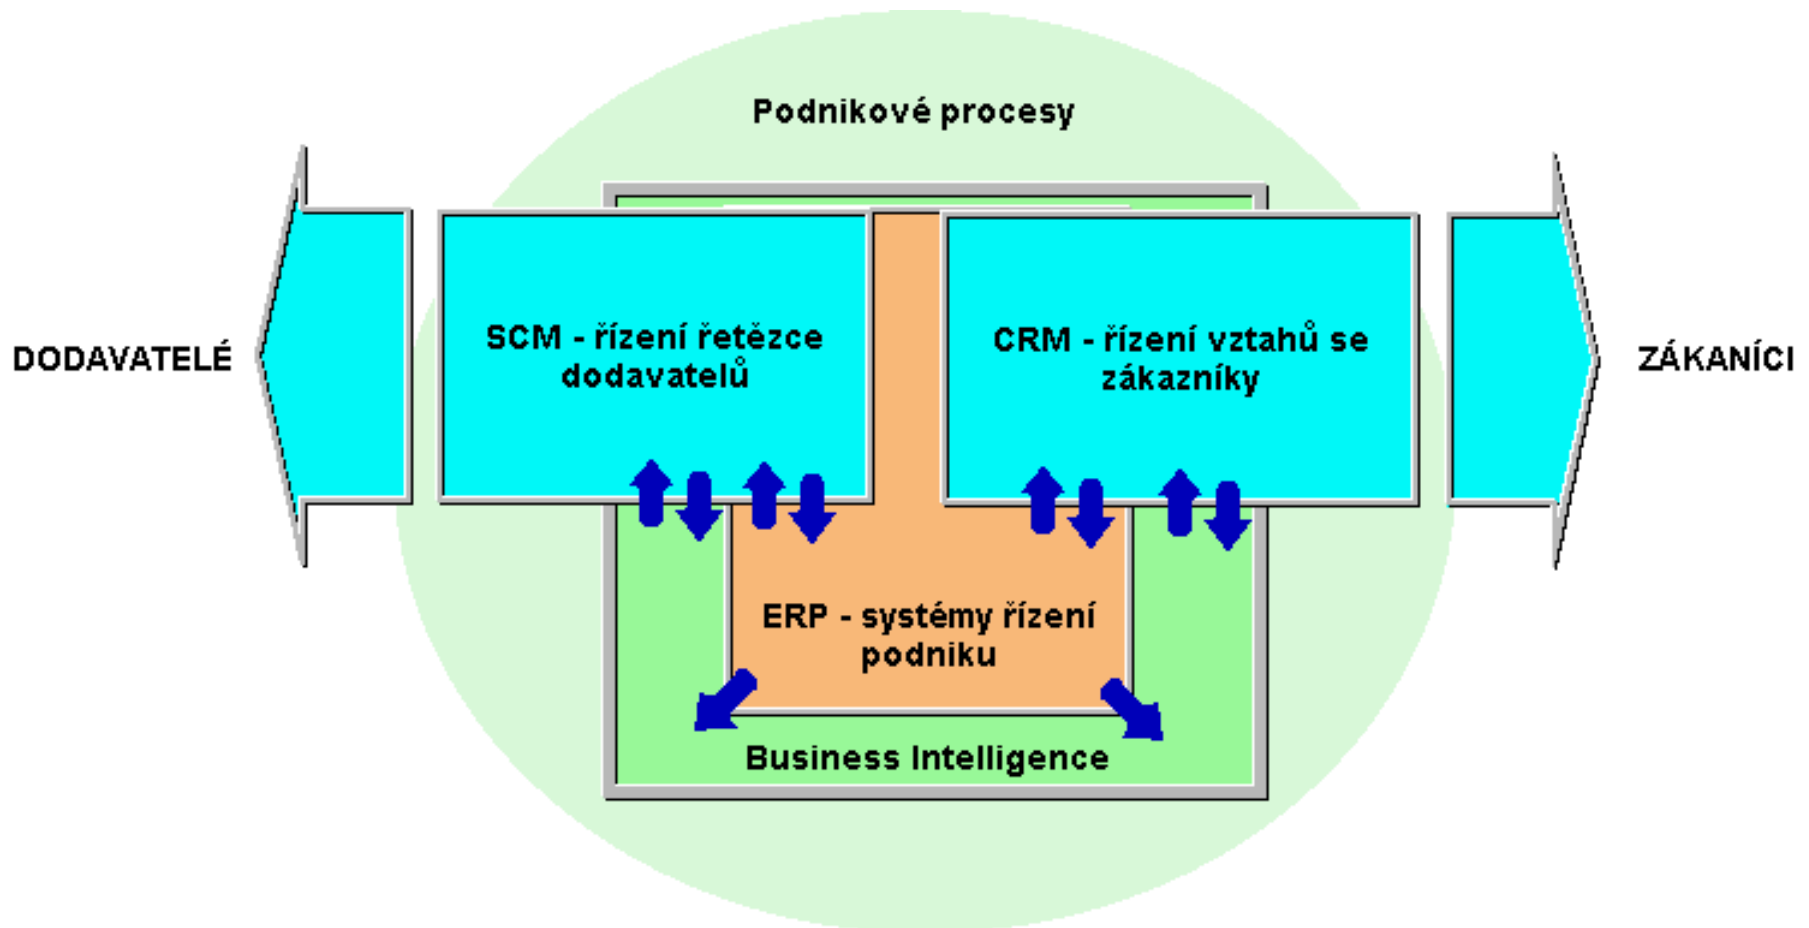 Podnikové procesy
DODAVATELÉ
SCM - řízení řetězce
dodavatelů
CRM - řízení vztahů se
zákazníky
ZÁKANÍCI
ERP - systémy řízení
podniku
Business Intelligence